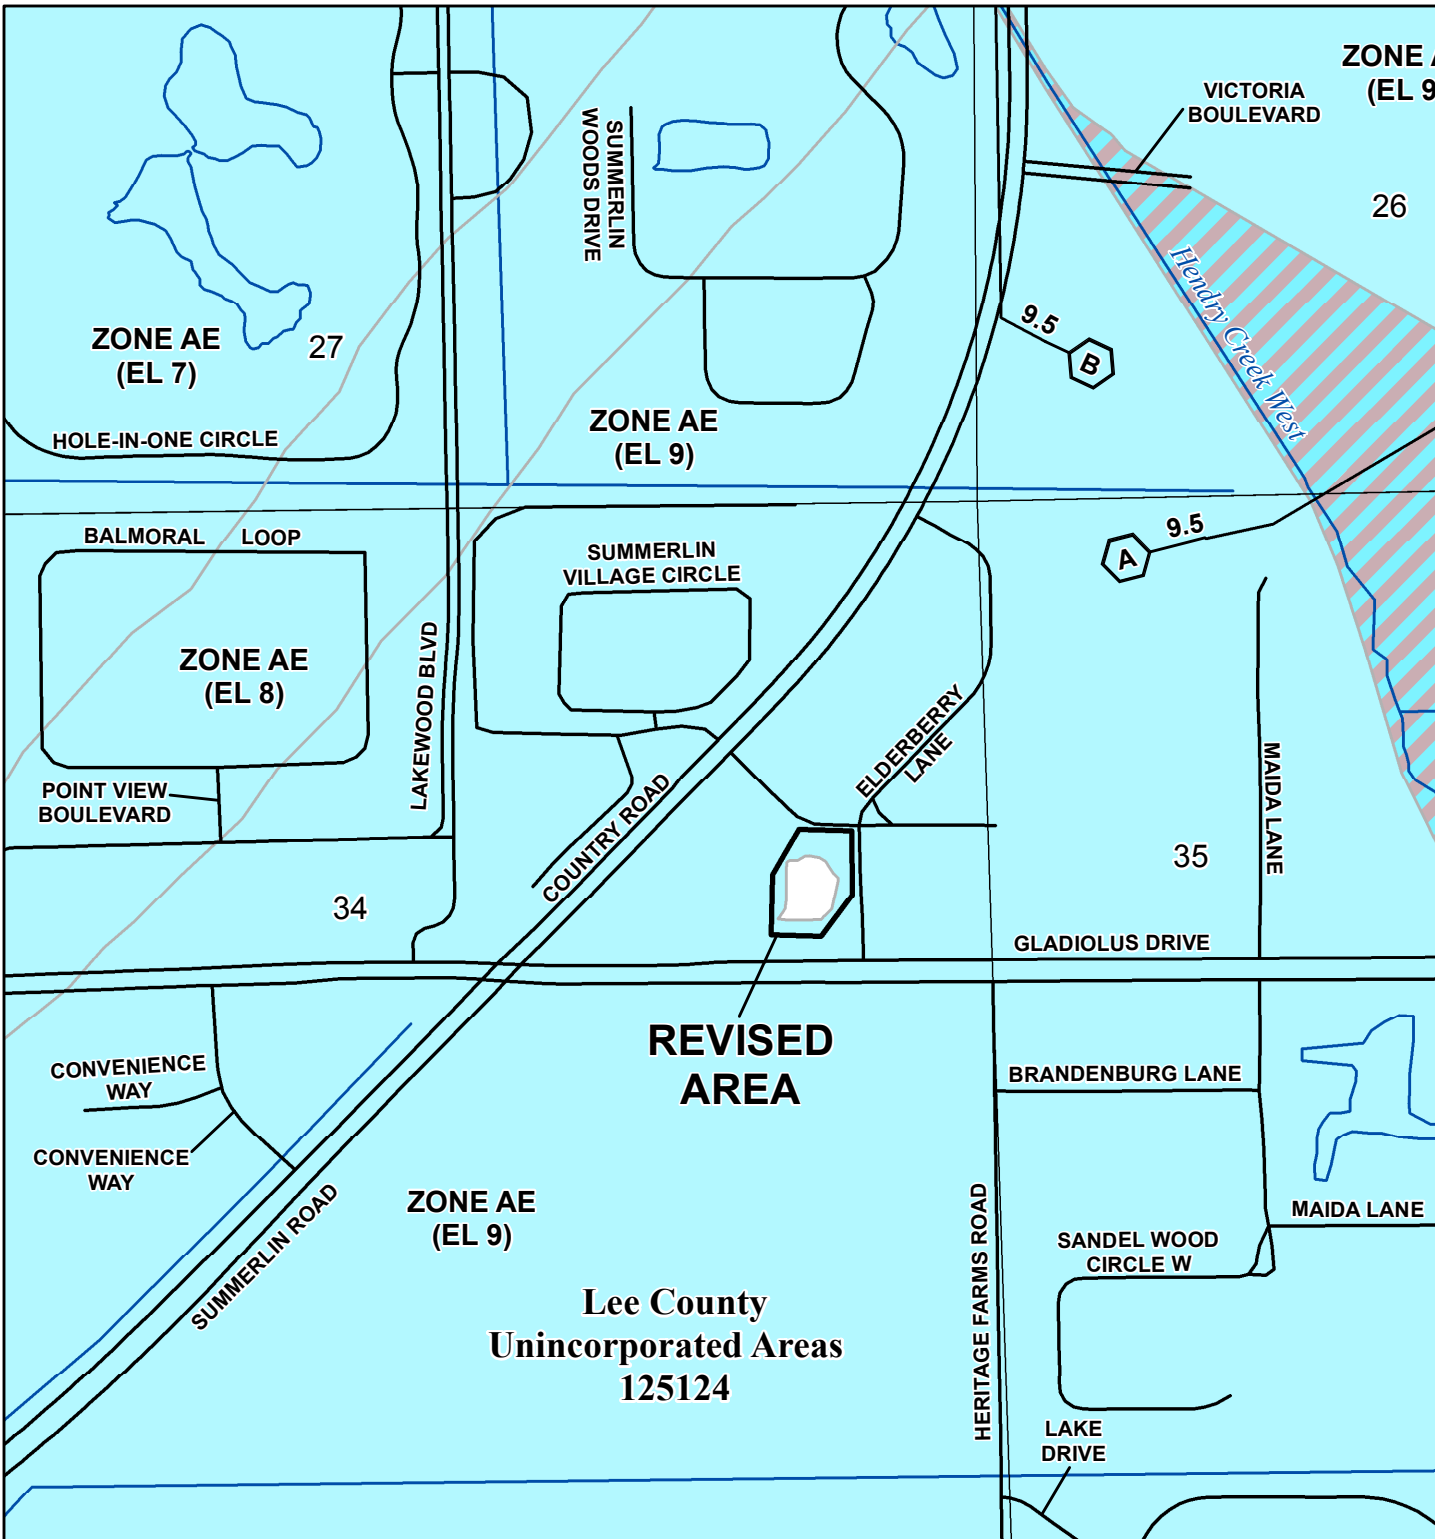 ZONE A
(EL 9
VICTORIA
BOULEVARD
SUMMERLIN
WOODS DRIVE
26
Hendry Creek West
9.5
B
ZONE AE
(EL 7)
27
HOLE-IN-ONE CIRCLE
ZONE AE
(EL 9)
BALMORAL LOOP
SUMMERLIN
VILLAGE CIRCLE
9.5
A
ZONE AE
(EL 8)
LAKEWOOD BLVD
ELDERBERRY
LANE
POINT VIEW
BOULEVARD
COUNTRY ROAD
MAIDA LANE
35
34
GLADIOLUS DRIVE
REVISED
AREA
CONVENIENCE
WAY
BRANDENBURG LANE
CONVENIENCE
WAY
SUMMERLIN ROAD
ZONE AE
(EL 9)
HERITAGE FARMS ROAD
MAIDA LANE
SANDEL WOOD
CIRCLE W
Lee County
Unincorporated Areas
125124
LAKE
DRIVE